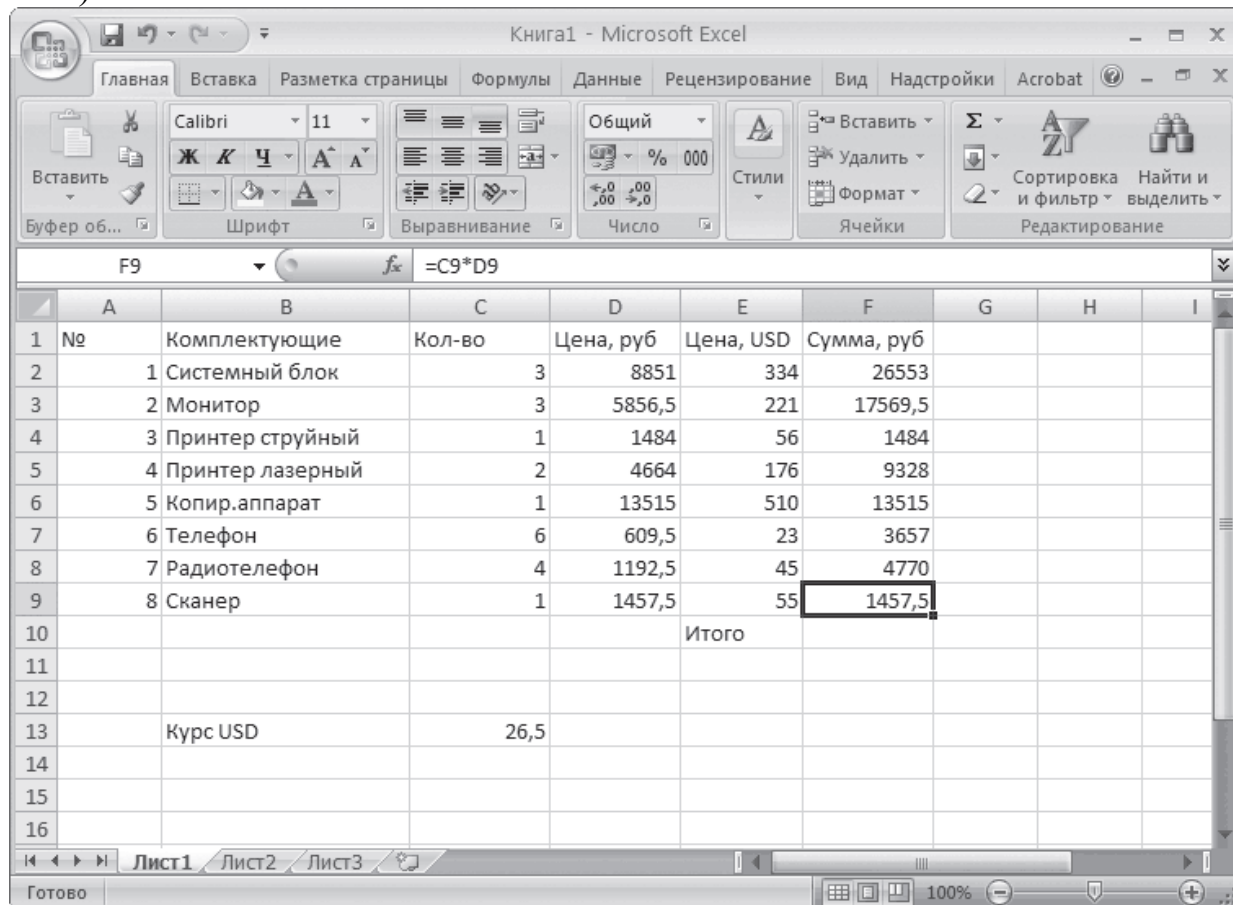 Книга1 - Microsoft Excel
Главная Вставка Разметка страницы Формулы Данные Рецензирование Вид Надстройки Acrobat
Calibri 11 Общий Вставить Σ
Ж К Ч А А % 000 Удалить
Вставить Стили Формат Сортировка и фильтр Найти и выделить
Буфер об... Шрифт Выравнивание Число Ячейки Редактирование
F9 fx =C9*D9
A B C D E F G H I
1 № Комплектующие Кол-во Цена, руб Цена, USD Сумма, руб
2 1 Системный блок 3 8851 334 26553
3 2 Монитор 3 5856,5 221 17569,5
4 3 Принтер струйный 1 1484 56 1484
5 4 Принтер лазерный 2 4664 176 9328
6 5 Копир.аппарат 1 13515 510 13515
7 6 Телефон 6 609,5 23 3657
8 7 Радиотелефон 4 1192,5 45 4770
9 8 Сканер 1 1457,5 55 1457,5
10 Итого
11
12
13 Курс USD 26,5
14
15
16
Лист1 Лист2 Лист3
Готово 100%